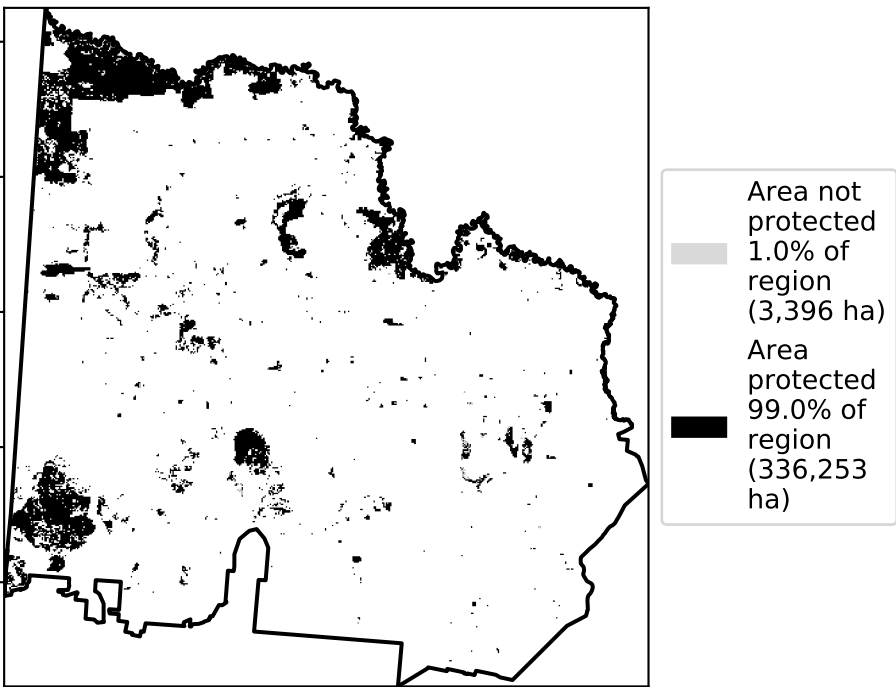 Area not
protected
1.0% of
region
(3,396 ha)
Area
protected
99.0% of
region
(336,253
ha)